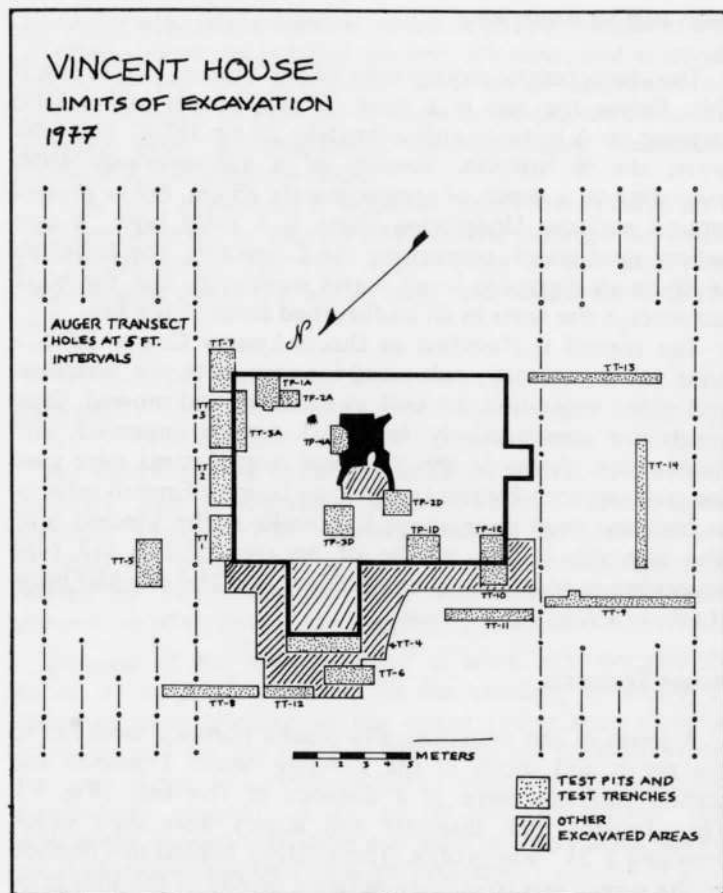 VINCENT HOUSE
LIMITS OF EXCAVATION
1977
N
AUGER TRANSECT
HOLES AT 5 FT.
INTERVALS
TT-7
TP-1A
TP-2A
TT-13
3
TT-3A
TP-4A
TT-14
TT
2
TP-2D
TP-3D
TP-1D
TP-1E
TT
1
TT-5
TT-10
TT-9
TT-11
TT-4
TT-6
TT-8
TT-12
METERS
1 2 3 4 5
TEST PITS AND
TEST TRENCHES
OTHER
EXCAVATED AREAS